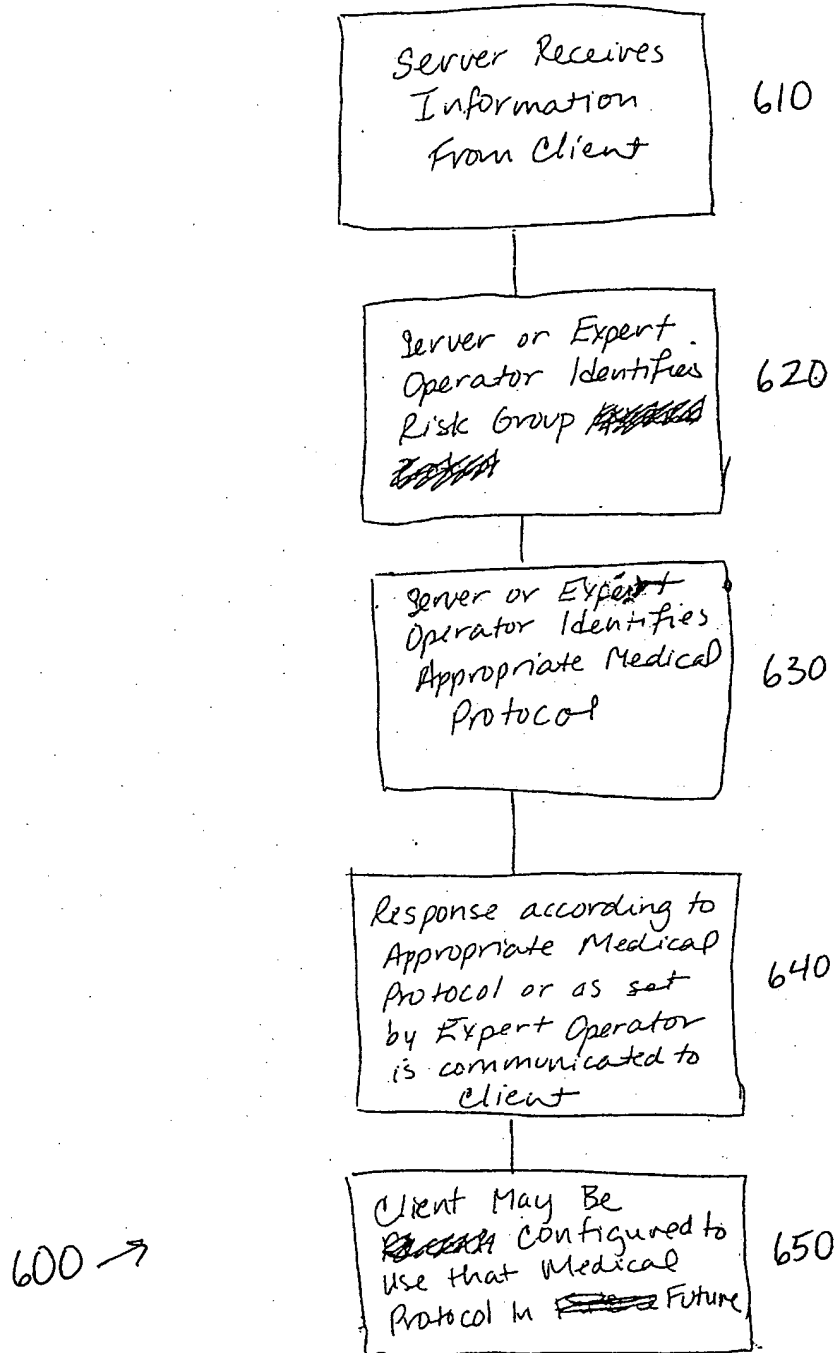 Server Receives
Information
From Client
610
Server or Expert
Operator Identifies
Risk Group
620
Server or Expert
Operator Identifies
Appropriate Medical
Protocol
630
Response according to
Appropriate Medical
Protocol or as set
by Expert Operator
is communicated to
Client
640
Client May Be
Configured to
use that Medical
Protocol in Future
650
600